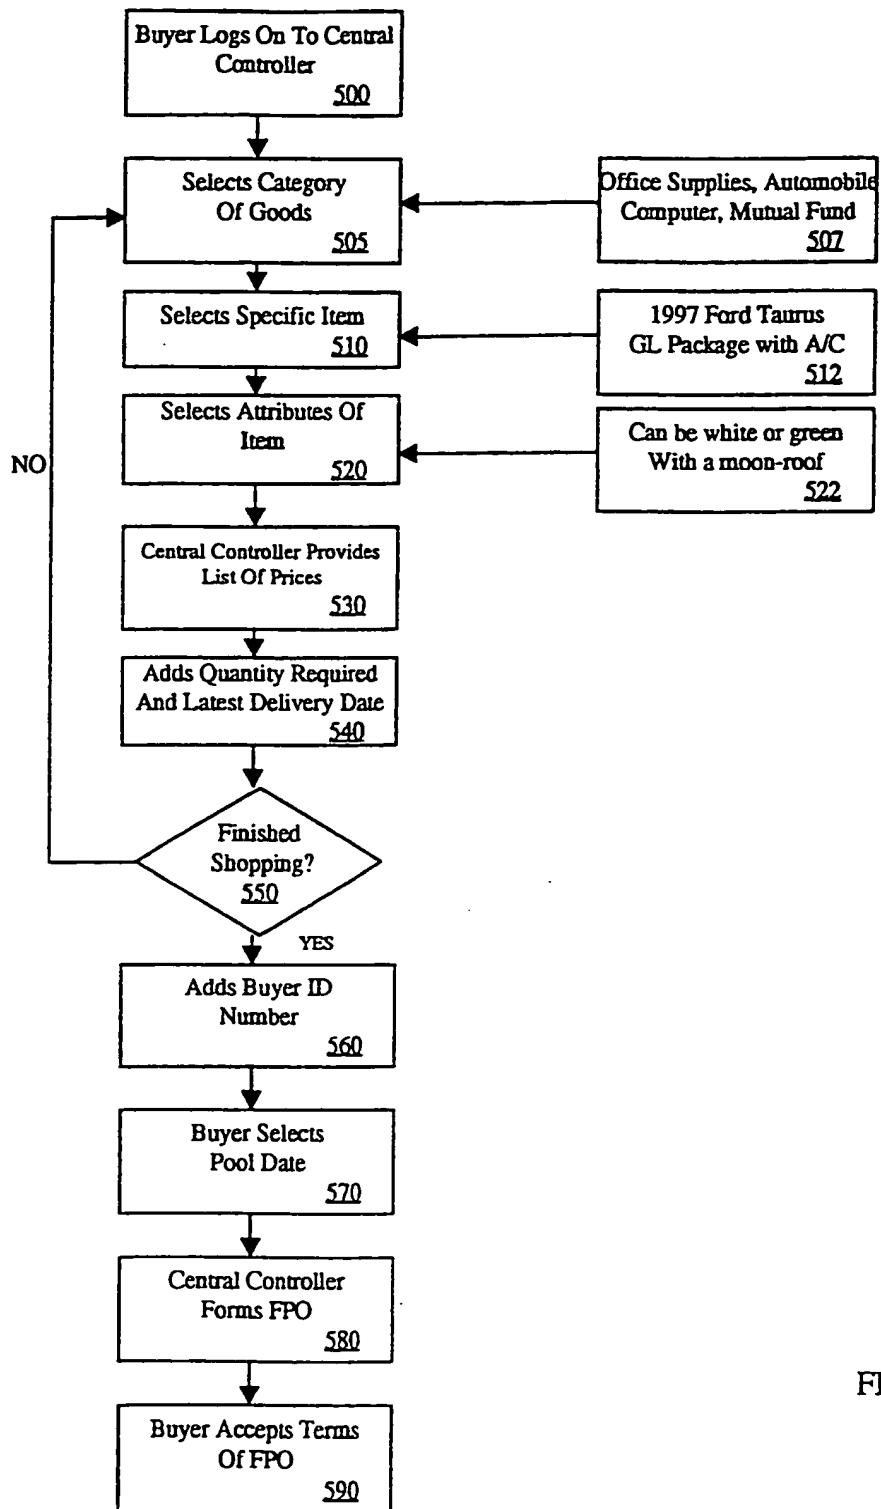 Buyer Logs On To Central
Controller
500
Selects Category
Of Goods
505
Office Supplies, Automobile
Computer, Mutual Fund
507
Selects Specific Item
510
1997 Ford Taurus
GL Package with A/C
512
Selects Attributes Of
Item
520
Can be white or green
With a moon-roof
522
NO
Central Controller Provides
List Of Prices
530
Adds Quantity Required
And Latest Delivery Date
540
Finished
Shopping?
550
YES
Adds Buyer ID
Number
560
Buyer Selects
Pool Date
570
Central Controller
Forms FPO
580
Buyer Accepts Terms
Of FPO
590